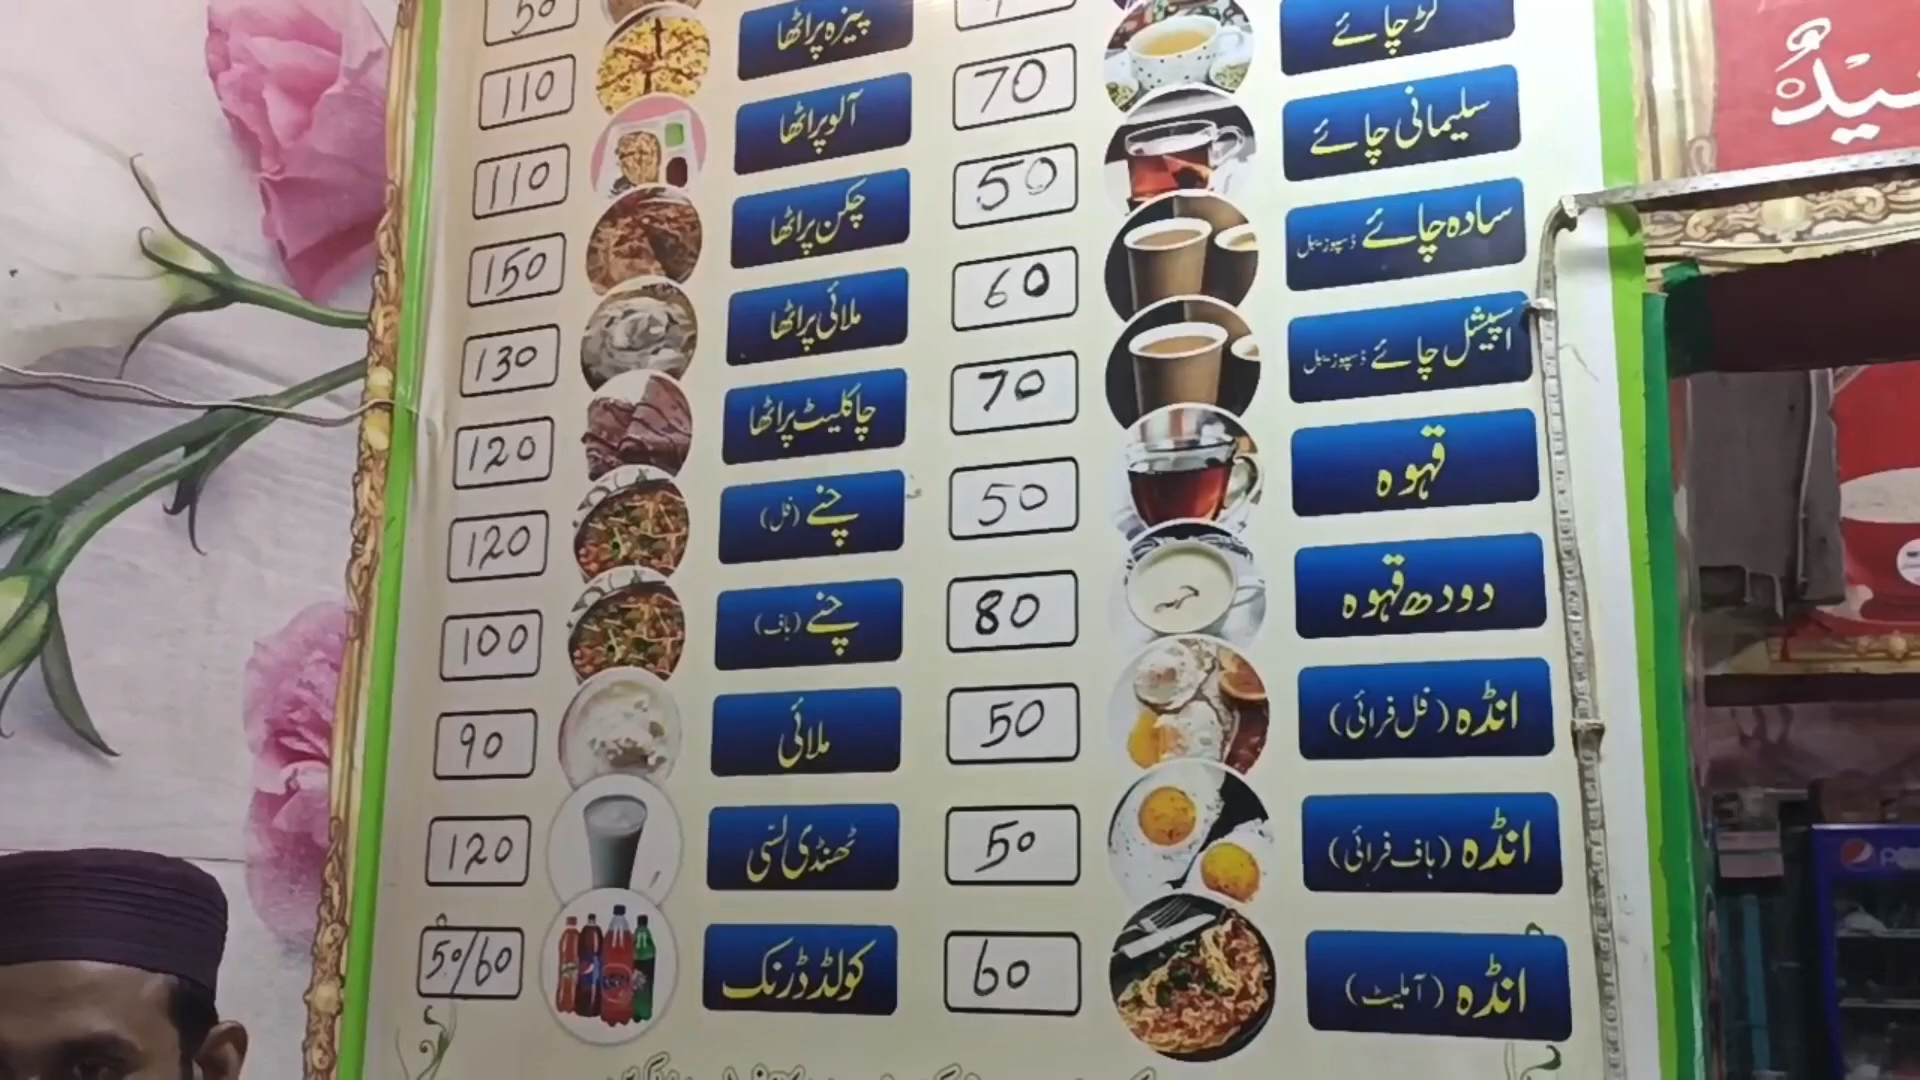 گڑ چائے
70
سلیمانی چائے
50
سادہ چائے ڈسپوزیبل
60
اسپیشل چائے ڈسپوزیبل
70
قہوہ
50
دودھ قہوہ
80
انڈہ (فل فرائی)
50
انڈہ (ہاف فرائی)
50
انڈہ (آملیٹ)
60
50
پیزہ پراٹھا
110
آلو پراٹھا
110
چکن پراٹھا
150
ملائی پراٹھا
130
چاکلیٹ پراٹھا
120
چنے (فل)
120
چنے (ہاف)
100
ملائی
90
ٹھنڈی لسّی
120
کولڈ ڈرنک
50/60